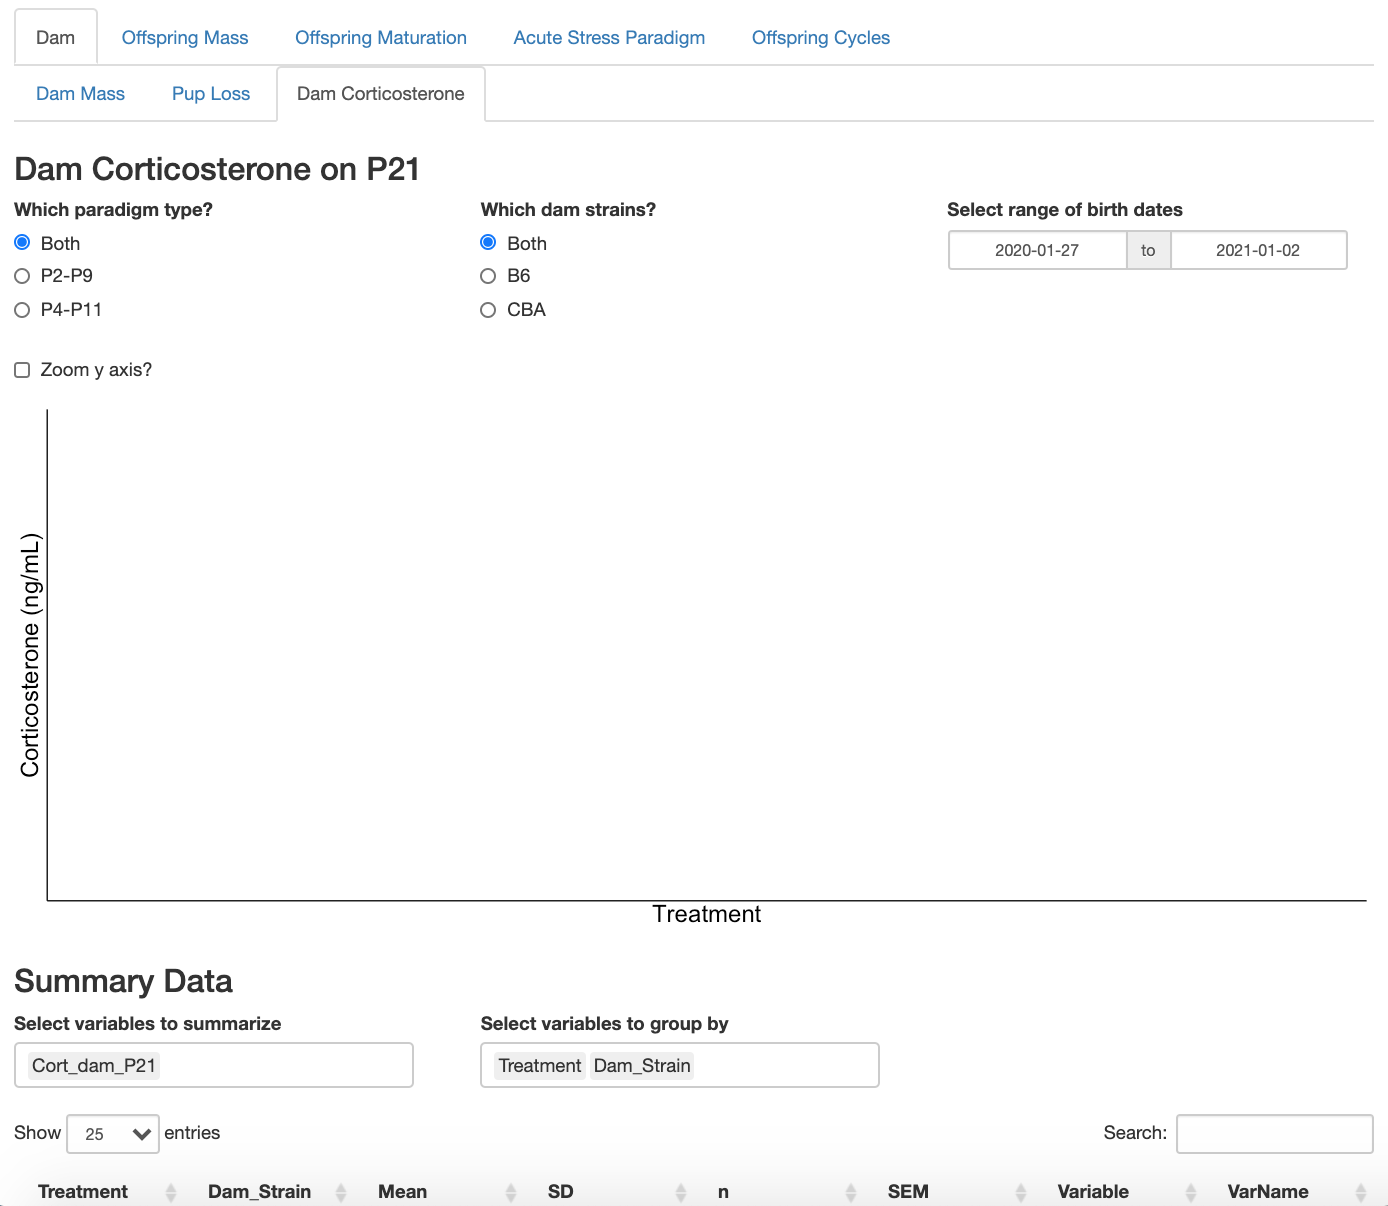 Dam Offspring Mass Offspring Maturation Acute Stress Paradigm Offspring Cycles
Dam Mass Pup Loss Dam Corticosterone
Dam Corticosterone on P21
Which paradigm type? Which dam strains? Select range of birth dates
Both Both 2020-01-27 to 2021-01-02
P2-P9 B6
P4-P11 CBA
Zoom y axis?
Corticosterone (ng/mL)
Treatment
Summary Data
Select variables to summarize Select variables to group by
Cort_dam_P21 Treatment Dam_Strain
Show 25 entries Search:
Treatment Dam_Strain Mean SD n SEM Variable VarName